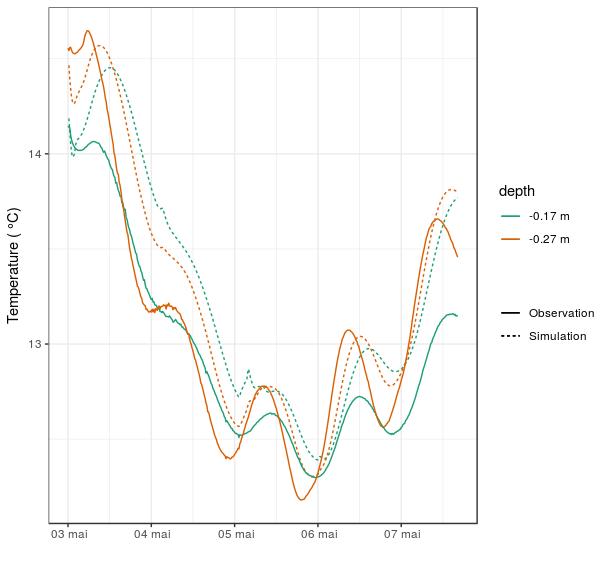 Temperature ( °C)
14
13
03 mai
04 mai
05 mai
06 mai
07 mai
depth
-0.17 m
-0.27 m
Observation
Simulation